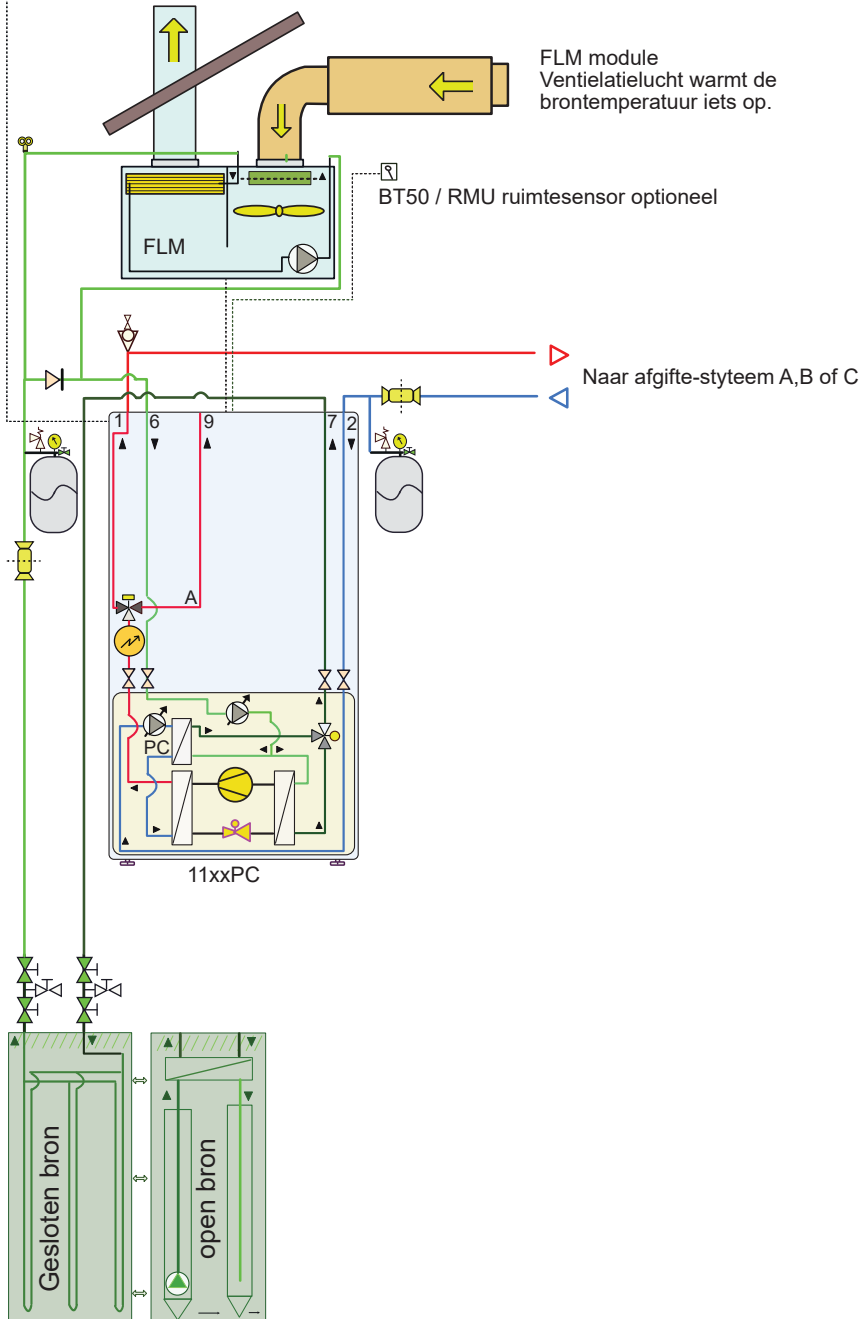 FLM module
Ventielatielucht warmt de
brontemperatuur iets op.
BT50 / RMU ruimtesensor optioneel
FLM
Naar afgifte-styteem A,B of C
1 6 9 7 2
A
PC
11xxPC
Gesloten bron
open bron